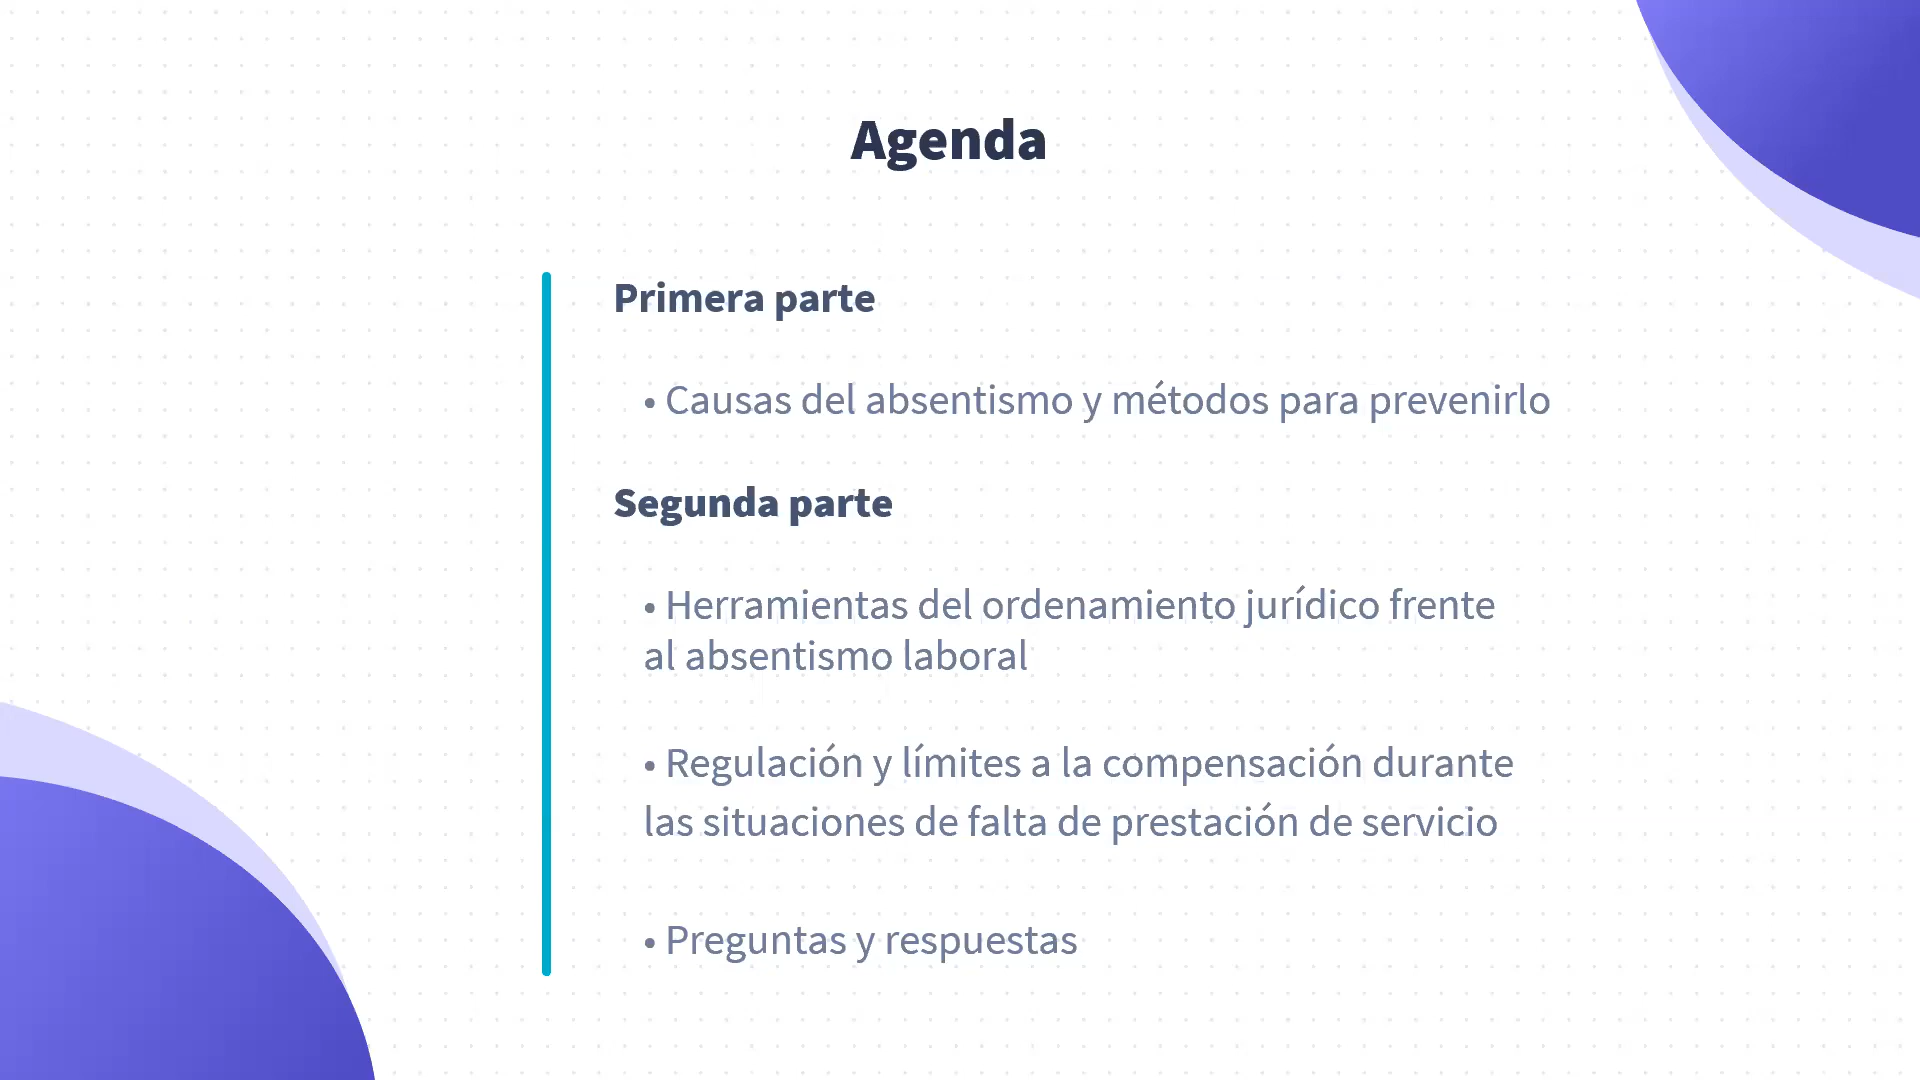 Agenda
Primera parte
• Causas del absentismo y métodos para prevenirlo
Segunda parte
• Herramientas del ordenamiento jurídico frente
al absentismo laboral
• Regulación y límites a la compensación durante
las situaciones de falta de prestación de servicio
• Preguntas y respuestas